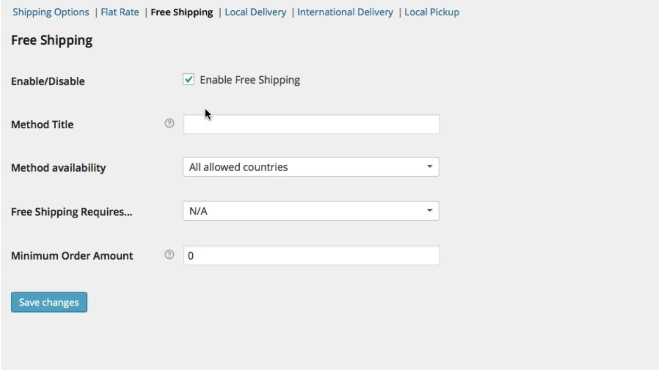 Shipping Options | Flat Rate | Free Shipping | Local Delivery | International Delivery | Local Pickup
Free Shipping
Enable/Disable Enable Free Shipping
Method Title ?
Method availability All allowed countries
Free Shipping Requires... N/A
Minimum Order Amount ? 0
Save changes